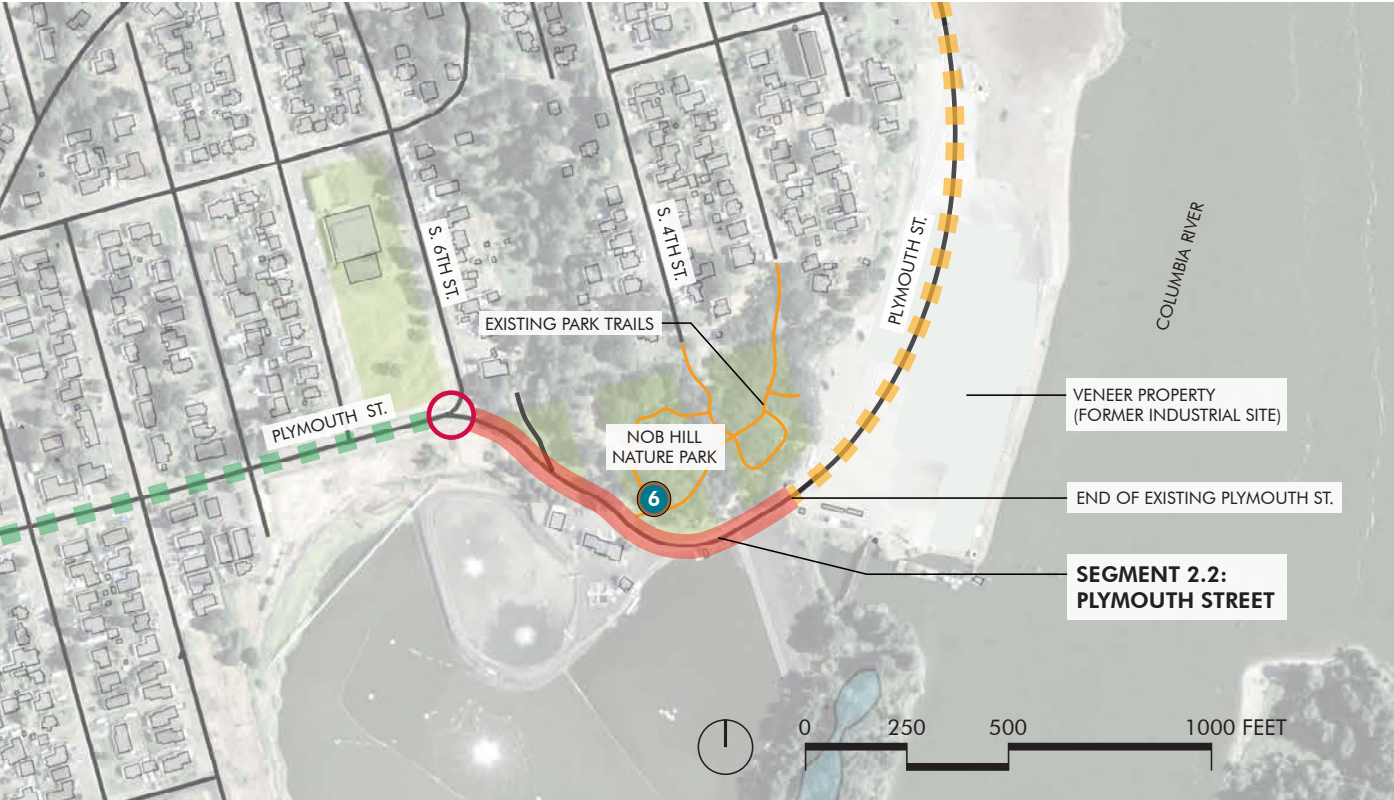 S. 6TH ST.
S. 4TH ST.
PLYMOUTH ST.
COLUMBIA RIVER
EXISTING PARK TRAILS
PLYMOUTH ST.
NOB HILL
NATURE PARK
6
VENEER PROPERTY
(FORMER INDUSTRIAL SITE)
END OF EXISTING PLYMOUTH ST.
SEGMENT 2.2:
PLYMOUTH STREET
0 250 500 1000 FEET